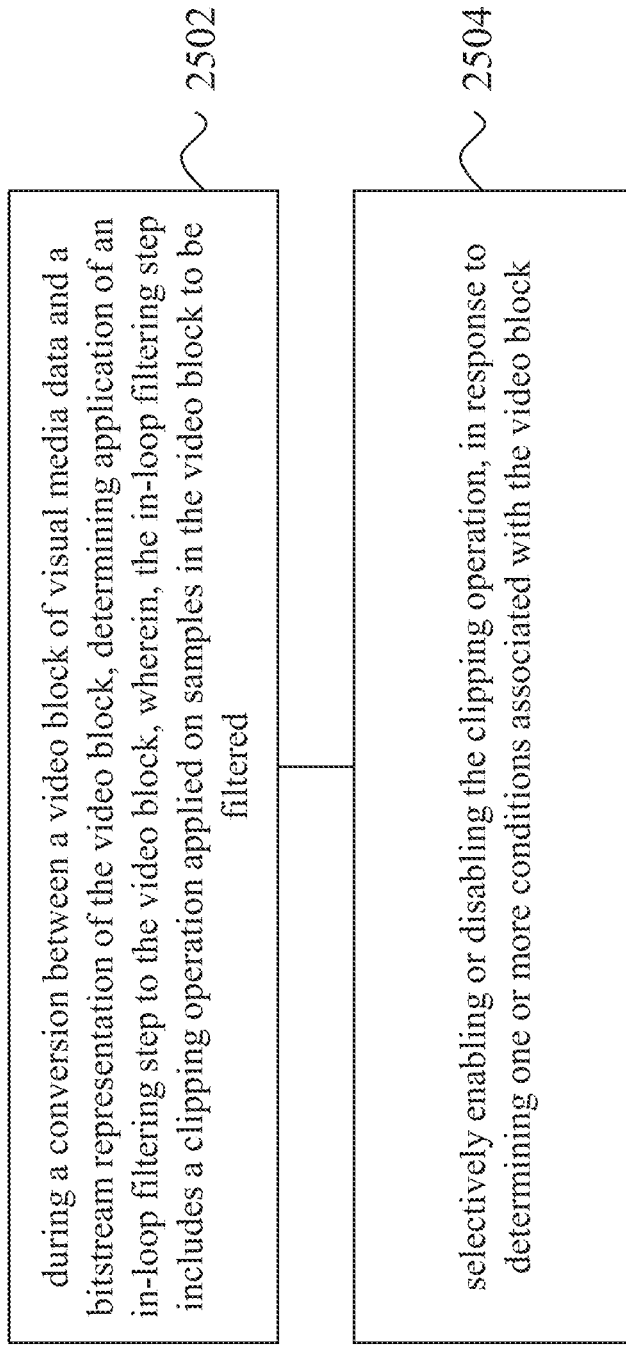 during a conversion between a video block of visual media data and a
bitstream representation of the video block, determining application of an
in-loop filtering step to the video block, wherein, the in-loop filtering step
includes a clipping operation applied on samples in the video block to be
filtered
2502
selectively enabling or disabling the clipping operation, in response to
determining one or more conditions associated with the video block
2504